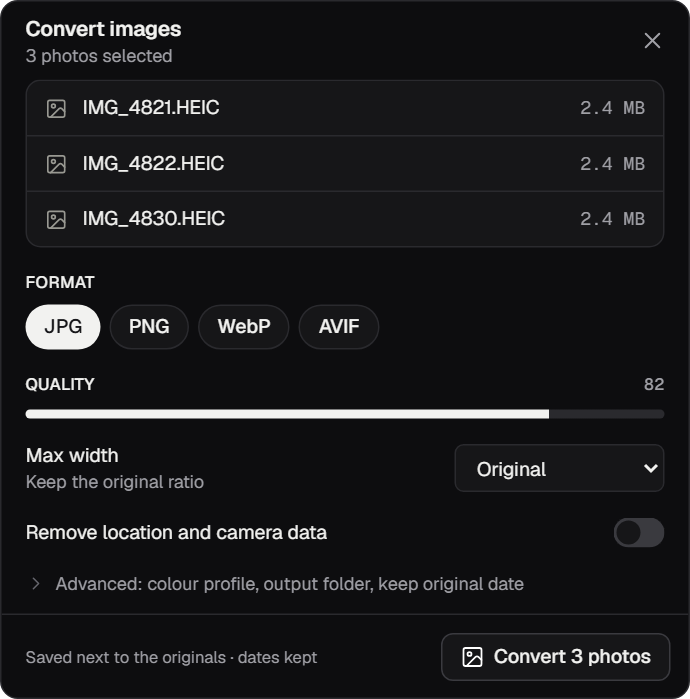 Convert images
3 photos selected
IMG_4821.HEIC 2.4 MB
IMG_4822.HEIC 2.4 MB
IMG_4830.HEIC 2.4 MB
FORMAT
JPG PNG WebP AVIF
QUALITY 82
Max width
Keep the original ratio
Original
Remove location and camera data
Advanced: colour profile, output folder, keep original date
Saved next to the originals · dates kept
Convert 3 photos